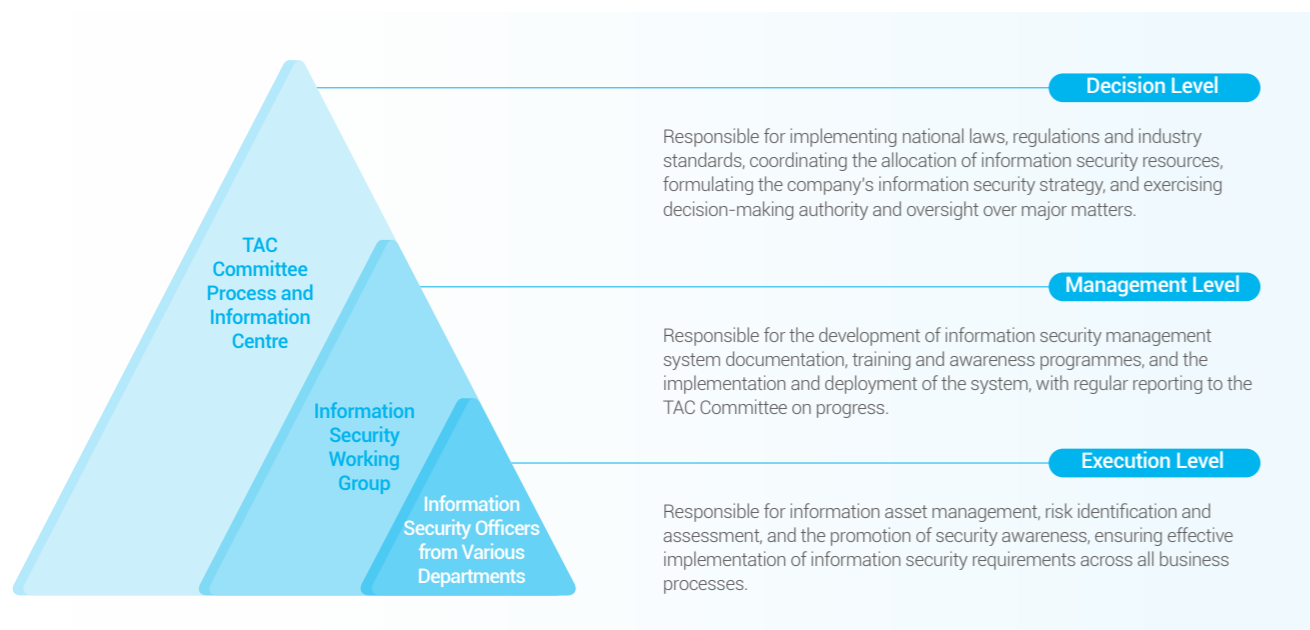 Decision Level
Responsible for implementing national laws, regulations and industry
standards, coordinating the allocation of information security resources,
formulating the company's information security strategy, and exercising
decision-making authority and oversight over major matters.
TAC
Committee
Process and
Information
Centre
Management Level
Responsible for the development of information security management
system documentation, training and awareness programmes, and the
implementation and deployment of the system, with regular reporting to the
TAC Committee on progress.
Information
Security
Working
Group
Execution Level
Responsible for information asset management, risk identification and
assessment, and the promotion of security awareness, ensuring effective
implementation of information security requirements across all business
processes.
Information
Security Officers
from Various
Departments